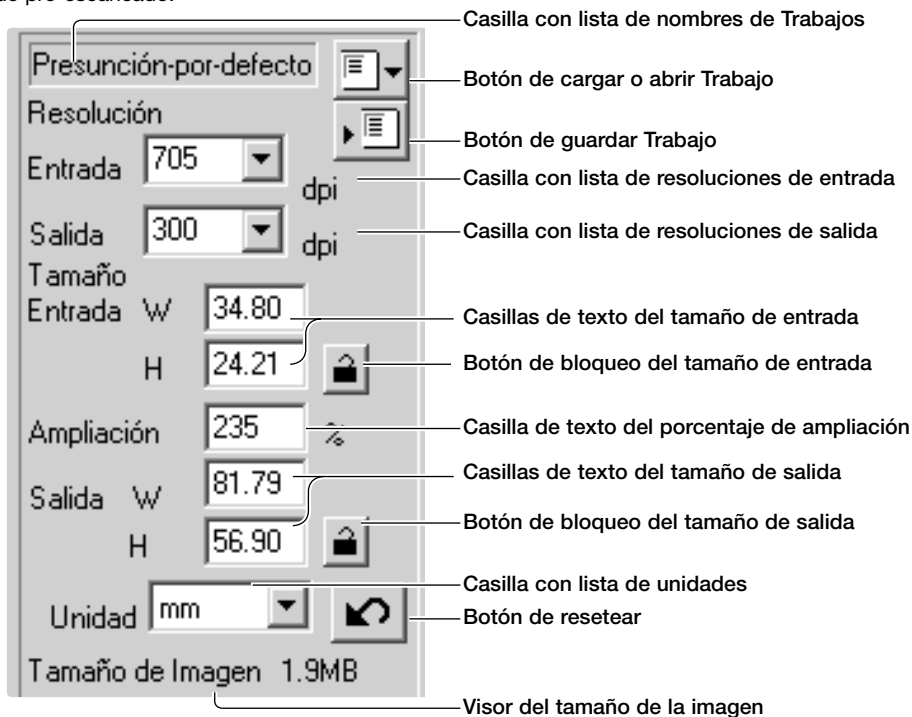 Casilla con lista de nombres de Trabajos
Presunción-por-defecto
Botón de cargar o abrir Trabajo
Resolución
Botón de guardar Trabajo
Entrada 705 dpi
Casilla con lista de resoluciones de entrada
Salida 300 dpi
Casilla con lista de resoluciones de salida
Tamaño
Entrada W 34.80
Casillas de texto del tamaño de entrada
H 24.21
Botón de bloqueo del tamaño de entrada
Ampliación 235 %
Casilla de texto del porcentaje de ampliación
Salida W 81.79
Casillas de texto del tamaño de salida
H 56.90
Botón de bloqueo del tamaño de salida
Casilla con lista de unidades
Unidad mm
Botón de resetear
Tamaño de Imagen 1.9MB
Visor del tamaño de la imagen